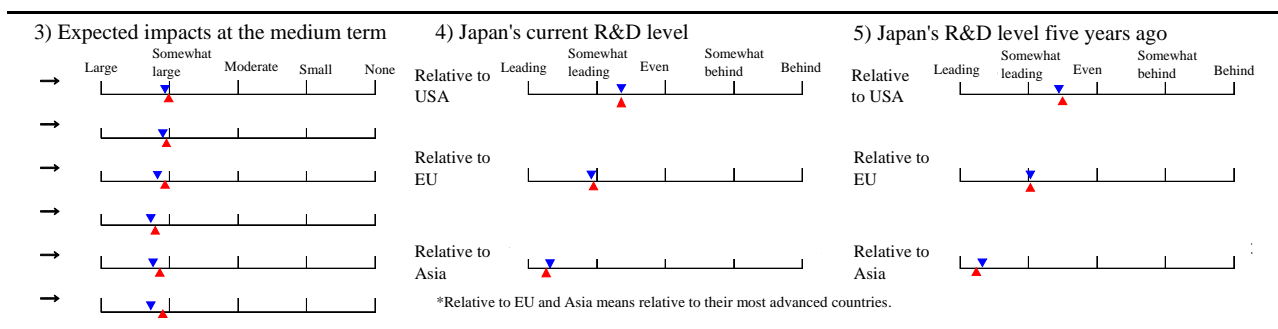 3) Expected impacts at the medium term
Large
Somewhat
large
Moderate
Small
None
→
→
→
→
→
→
4) Japan's current R&D level
Leading
Somewhat
leading
Even
Somewhat
behind
Behind
Relative to
USA
Relative to
EU
Relative to
Asia
*Relative to EU and Asia means relative to their most advanced countries.
5) Japan's R&D level five years ago
Leading
Somewhat
leading
Even
Somewhat
behind
Behind
Relative
to USA
Relative to
EU
Relative to
Asia